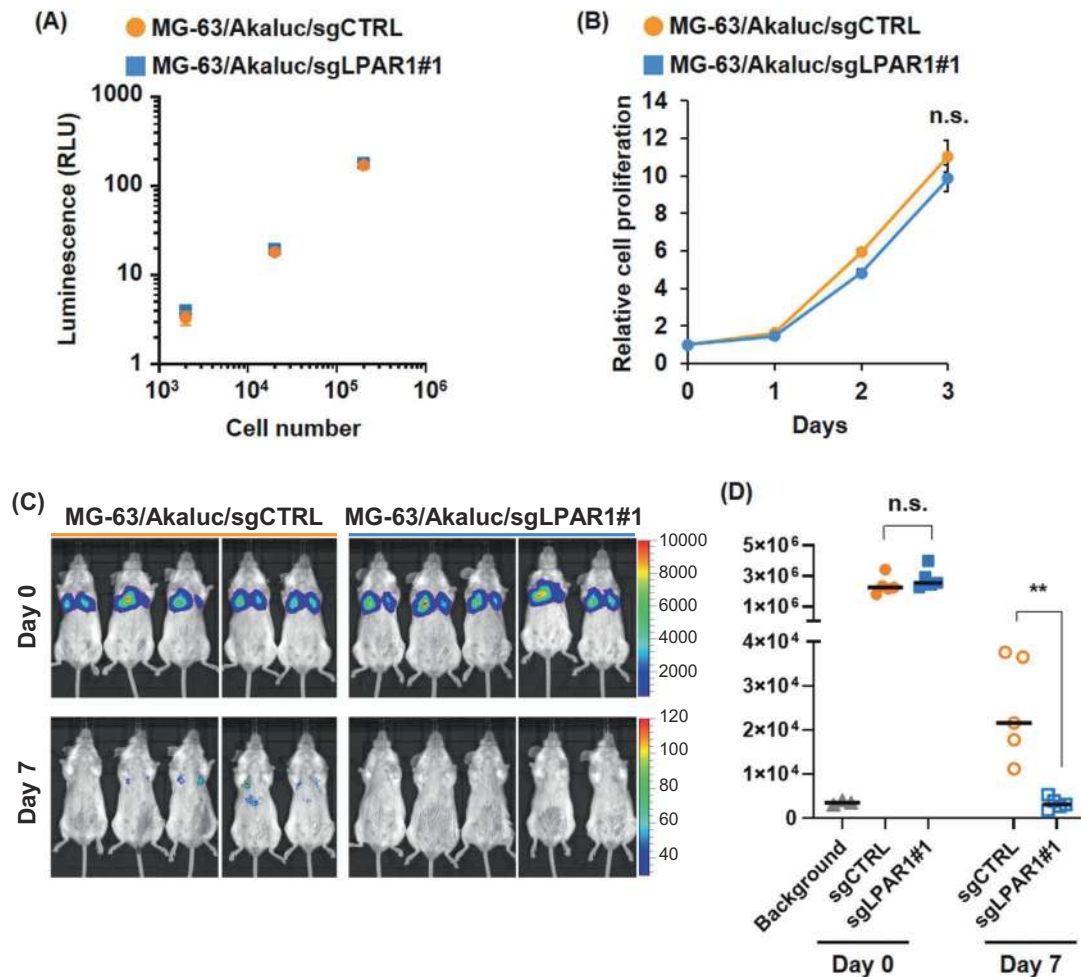 (A)
MG-63/Akaluc/sgCTRL
MG-63/Akaluc/sgLPAR1#1
Luminescence (RLU)
1000
100
10
1
10³ 10⁴ 10⁵ 10⁶
Cell number
(B)
MG-63/Akaluc/sgCTRL
MG-63/Akaluc/sgLPAR1#1
Relative cell proliferation
14
12
10
8
6
4
2
0
n.s.
0 1 2 3
Days
(C)
MG-63/Akaluc/sgCTRL MG-63/Akaluc/sgLPAR1#1
Day 0
10000
8000
6000
4000
2000
Day 7
120
100
80
60
40
(D)
n.s.
5×10⁶
3×10⁶
1×10⁶
**
4×10⁴
2×10⁴
1×10⁴
0
Background
sgCTRL
sgLPAR1#1
sgCTRL
sgLPAR1#1
Day 0
Day 7